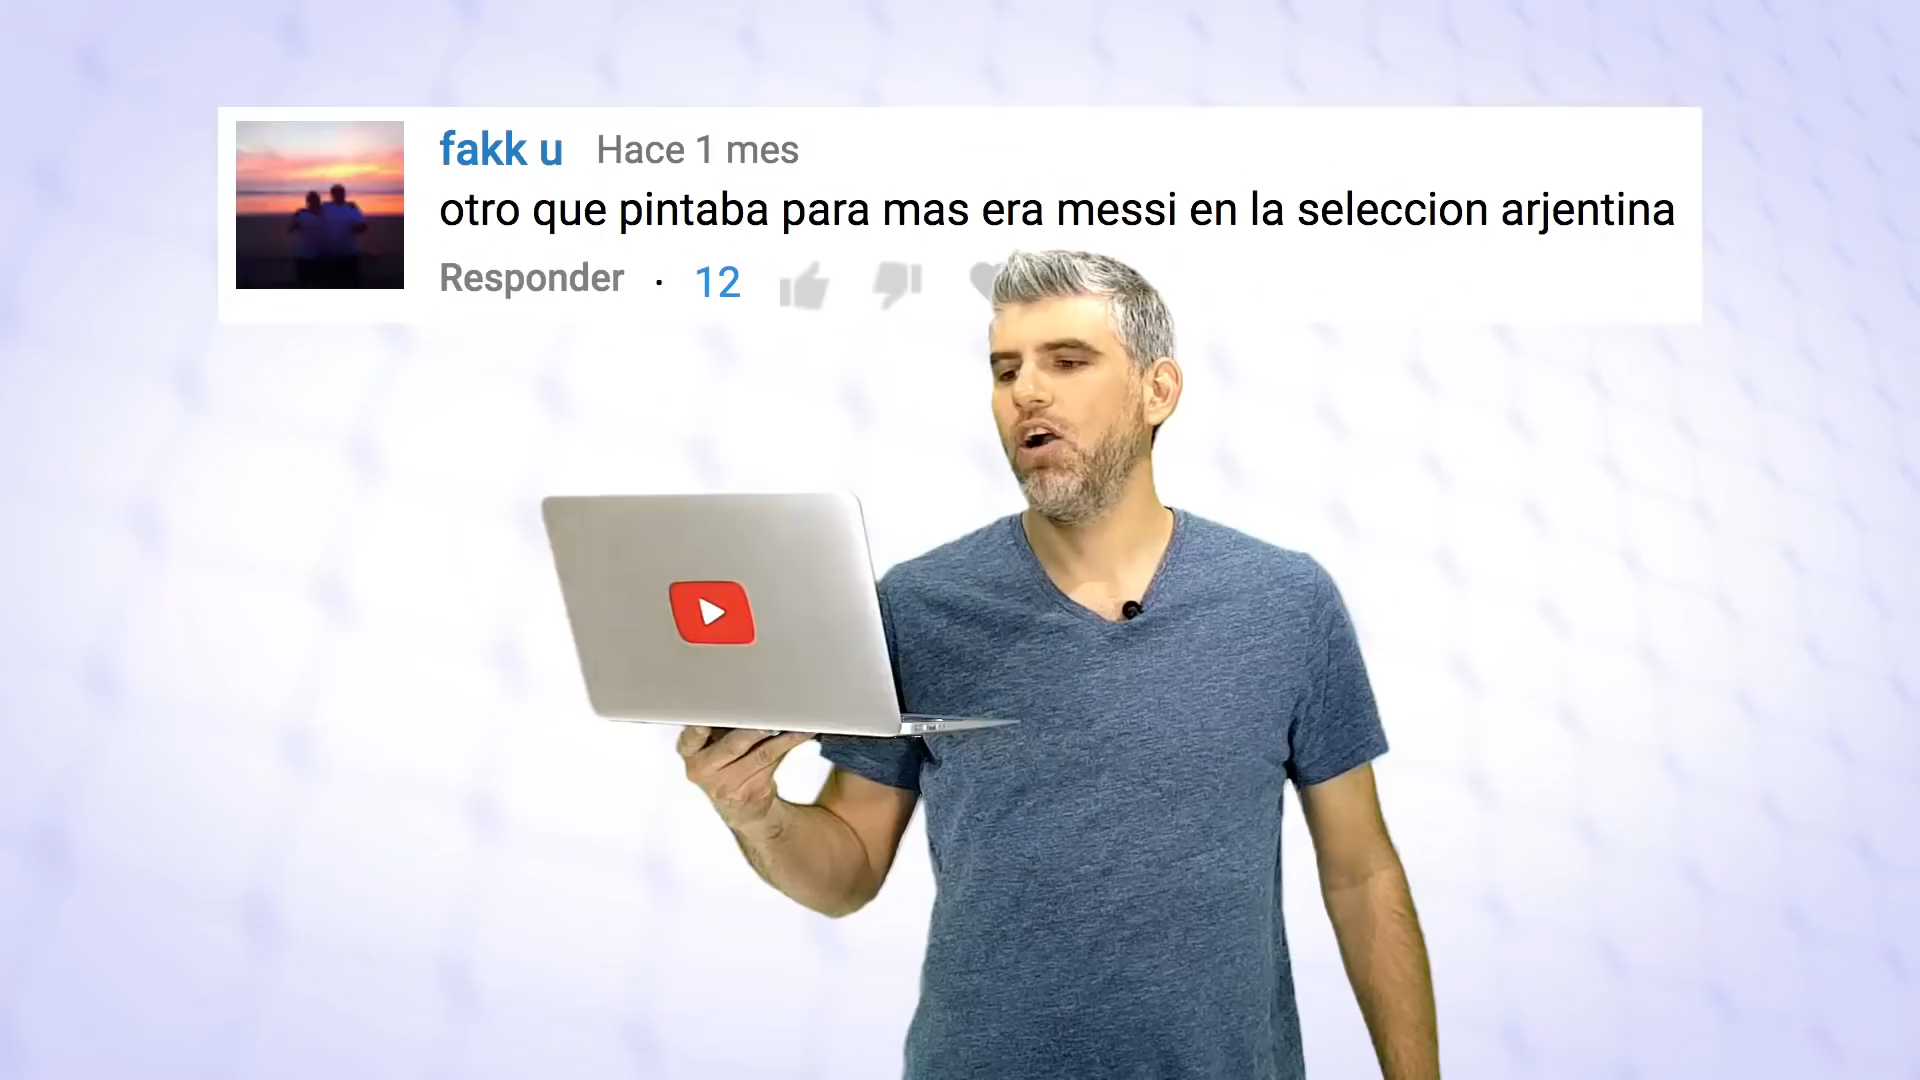 fakk u Hace 1 mes
otro que pintaba para mas era messi en la seleccion arjentina
Responder · 12